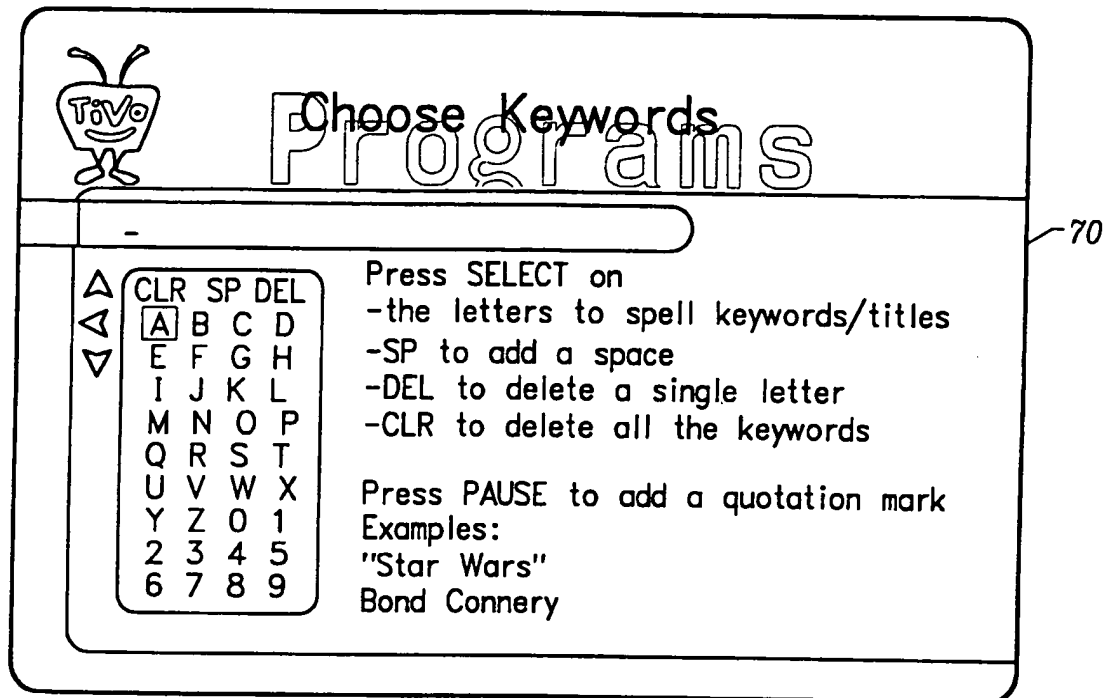 TiVo
Choose Keywords
Programs
70
CLR SP DEL
A B C D
E F G H
I J K L
M N O P
Q R S T
U V W X
Y Z 0 1
2 3 4 5
6 7 8 9
Press SELECT on
-the letters to spell keywords/titles
-SP to add a space
-DEL to delete a single letter
-CLR to delete all the keywords
Press PAUSE to add a quotation mark
Examples:
"Star Wars"
Bond Connery